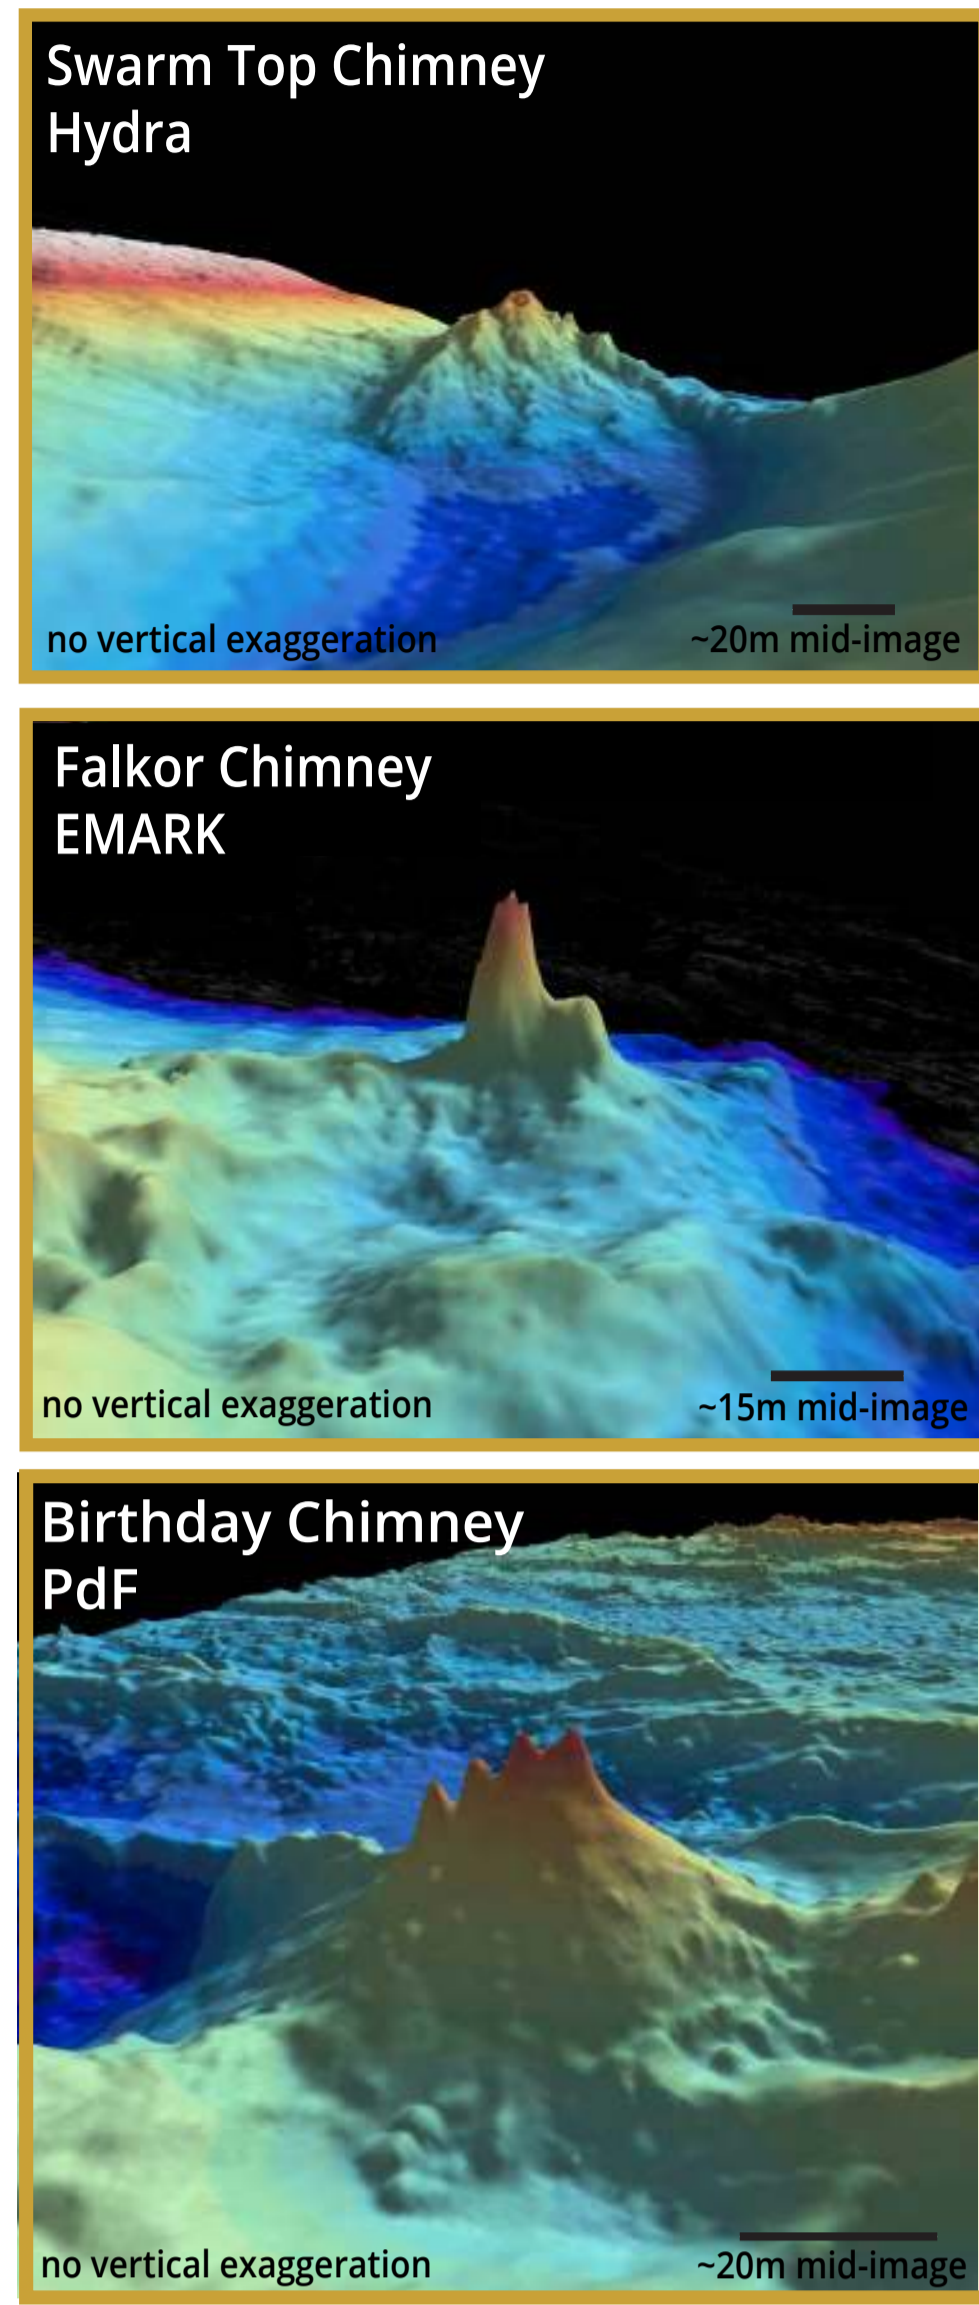 Swarm Top Chimney
Hydra
no vertical exaggeration
~20m mid-image
Falkor Chimney
EMARK
no vertical exaggeration
~15m mid-image
Birthday Chimney
PdF
no vertical exaggeration
~20m mid-image